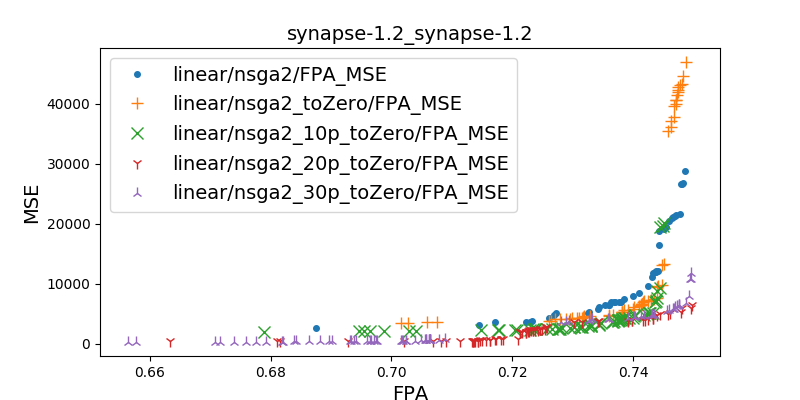 synapse-1.2_synapse-1.2
linear/nsga2/FPA_MSE
linear/nsga2_toZero/FPA_MSE
linear/nsga2_10p_toZero/FPA_MSE
linear/nsga2_20p_toZero/FPA_MSE
linear/nsga2_30p_toZero/FPA_MSE
MSE
40000
30000
20000
10000
0
0.66 0.68 0.70 0.72 0.74
FPA